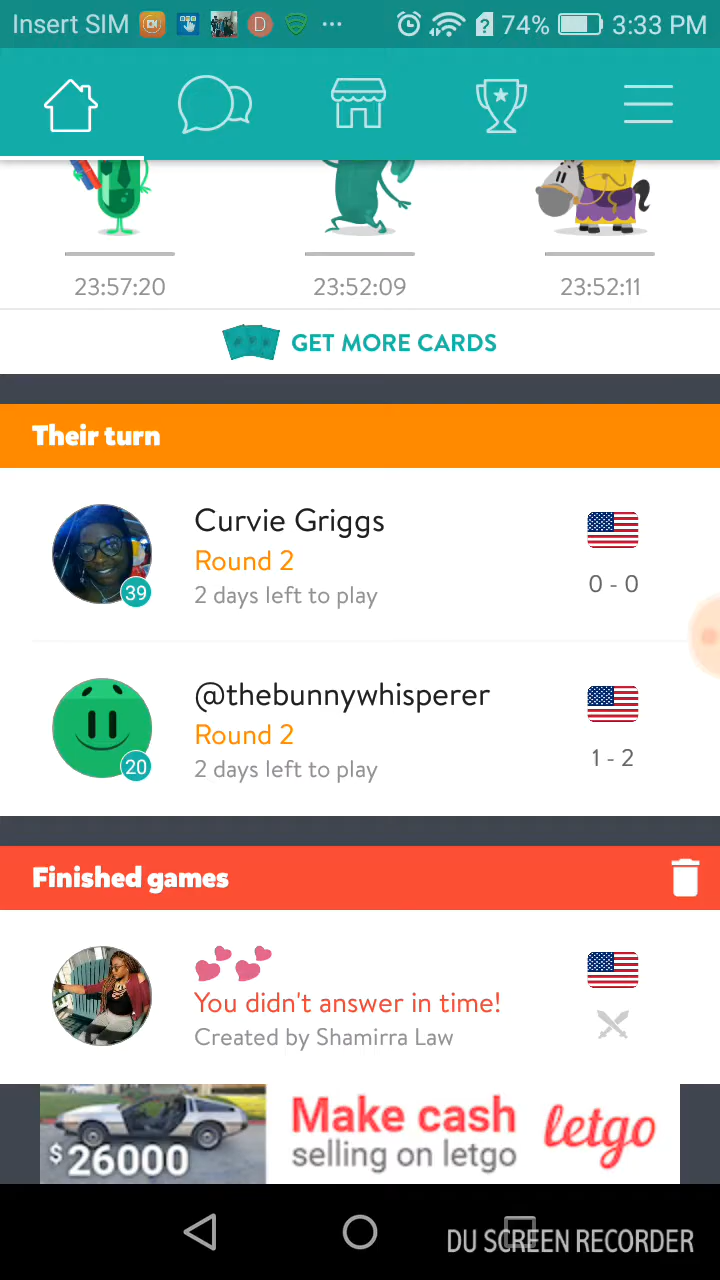 Insert SIM D ... ? 74% 3:33 PM
23:57:20 23:52:09 23:52:11
GET MORE CARDS
Their turn
Curvie Griggs
Round 2
39 2 days left to play 0 - 0
@thebunnywhisperer
Round 2
20 2 days left to play 1 - 2
Finished games
You didn't answer in time!
Created by Shamirra Law
$26000 Make cash letgo
selling on letgo
DU SCREEN RECORDER